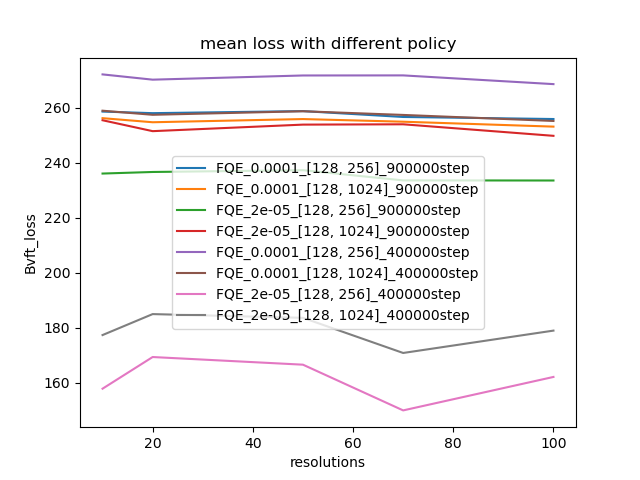 mean loss with different policy
Bvft_loss
260
240
220
200
180
160
FQE_0.0001_[128, 256]_900000step
FQE_0.0001_[128, 1024]_900000step
FQE_2e-05_[128, 256]_900000step
FQE_2e-05_[128, 1024]_900000step
FQE_0.0001_[128, 256]_400000step
FQE_0.0001_[128, 1024]_400000step
FQE_2e-05_[128, 256]_400000step
FQE_2e-05_[128, 1024]_400000step
20 40 60 80 100
resolutions